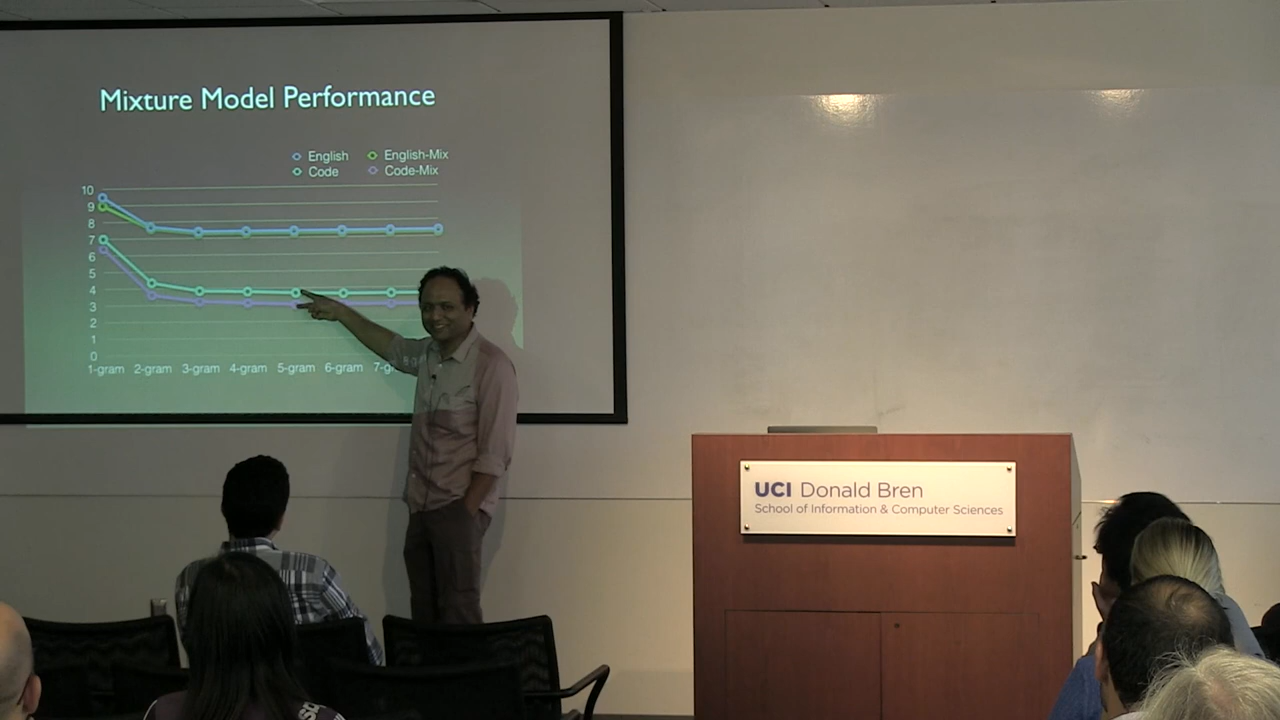 Mixture Model Performance
English English-Mix
Code Code-Mix
10
9
8
7
6
5
4
3
2
1
0
1-gram 2-gram 3-gram 4-gram 5-gram 6-gram
UCI Donald Bren
School of Information & Computer Sciences